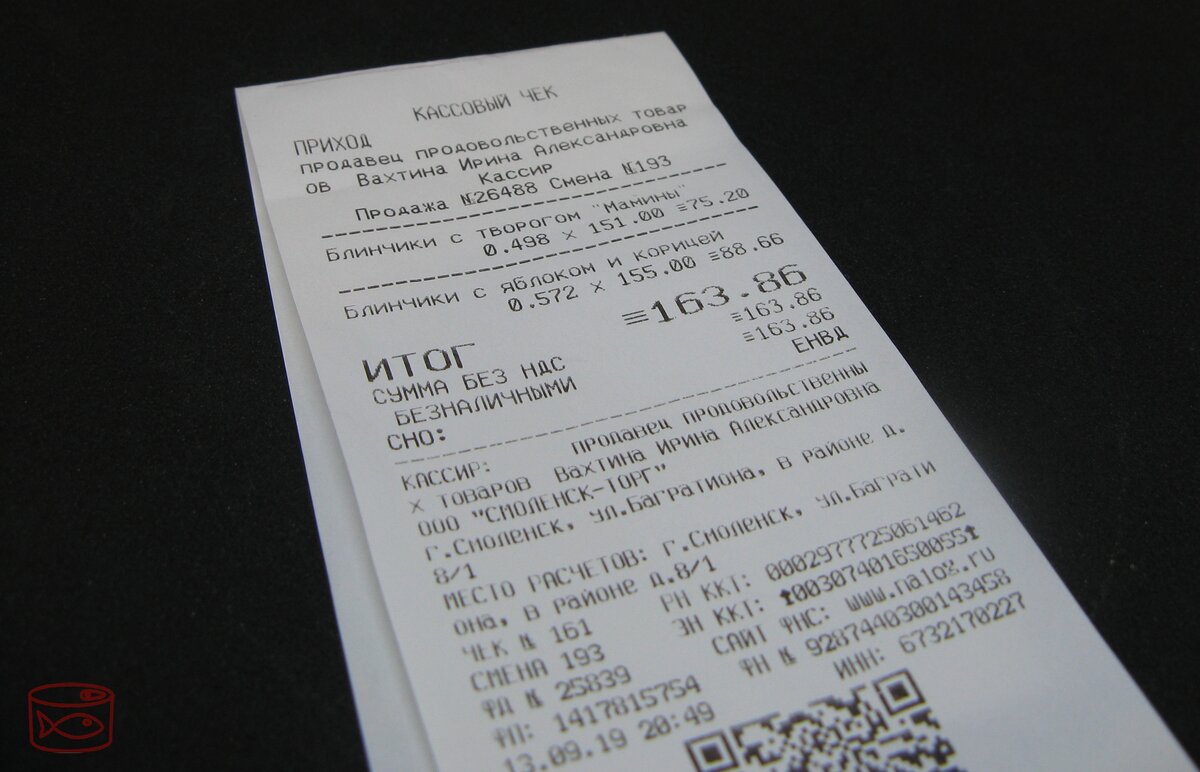 КАССОВЫЙ ЧЕК
ПРИХОД
продавец продовольственных товар
ов Вахтина Ирина Александровна
Кассир
Продажа №26488 Смена №193
Блинчики с творогом "Мамины"
0.498 x 151.00 ≡75.20
Блинчики с яблоком и корицей
0.572 x 155.00 ≡88.66
ИТОГ ≡163.86
СУММА БЕЗ НДС ≡163.86
БЕЗНАЛИЧНЫМИ ≡163.86
СНО: ЕНВД
КАССИР: продавец продовольственны
х товаров Вахтина Ирина Александровна
ООО "СМОЛЕНСК-ТОРГ"
г.Смоленск, ул.Багратиона, в районе д.
8/1
МЕСТО РАСЧЕТОВ: г.Смоленск, ул.Баграти
она, в районе д.8/1
ЧЕК № 161 РН ККТ: 0002977725061462
СМЕНА 193 ЗН ККТ: 00307401650055
ФД № 25839 САЙТ ФНС: www.nalog.ru
ФП: 1417815754 ФН № 9287440300143458
13.09.19 20:49 ИНН: 6732170227